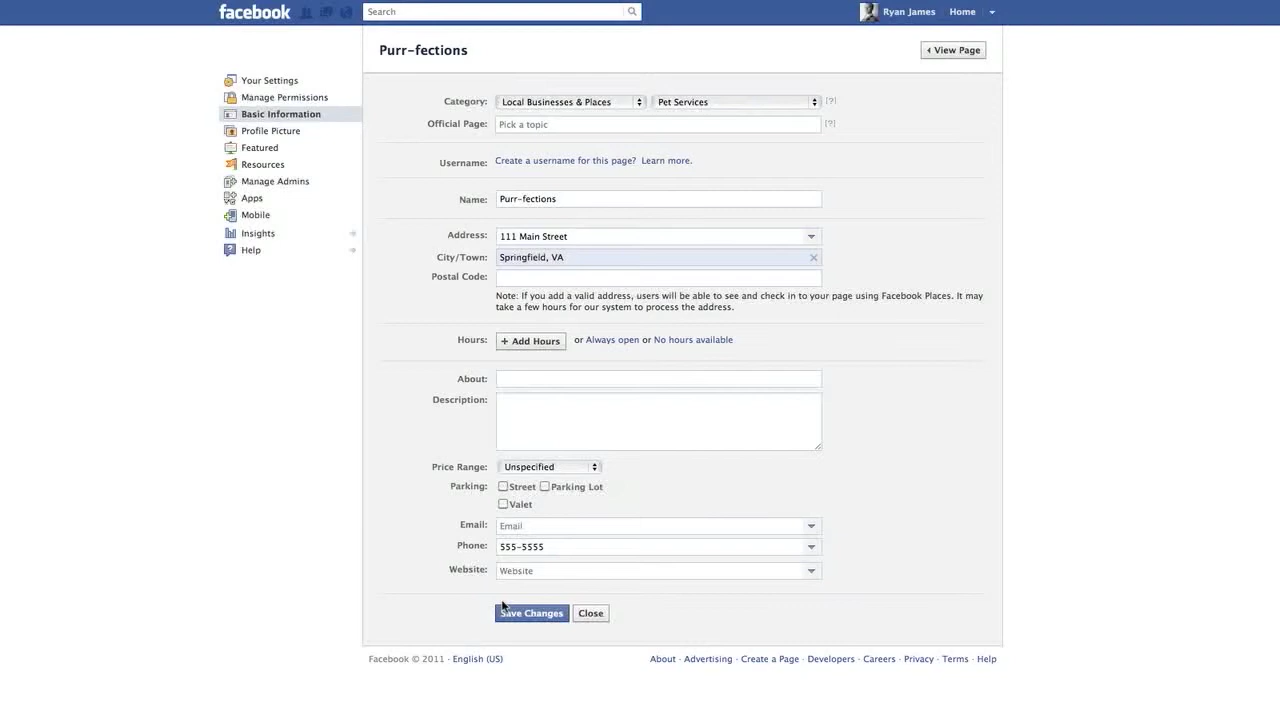 facebook
Search
Ryan James
Home
Purr-fections
View Page
Your Settings
Manage Permissions
Basic Information
Profile Picture
Featured
Resources
Manage Admins
Apps
Mobile
Insights
Help
Category: Local Businesses & Places Pet Services [?]
Official Page: Pick a topic [?]
Username: Create a username for this page? Learn more.
Name: Purr-fections
Address: 111 Main Street
City/Town: Springfield, VA
Postal Code:
Note: If you add a valid address, users will be able to see and check in to your page using Facebook Places. It may
take a few hours for our system to process the address.
Hours: + Add Hours or Always open or No hours available
About:
Description:
Price Range: Unspecified
Parking: Street Parking Lot
Valet
Email: Email
Phone: 555-5555
Website: Website
Save Changes Close
Facebook © 2011 · English (US)
About · Advertising · Create a Page · Developers · Careers · Privacy · Terms · Help